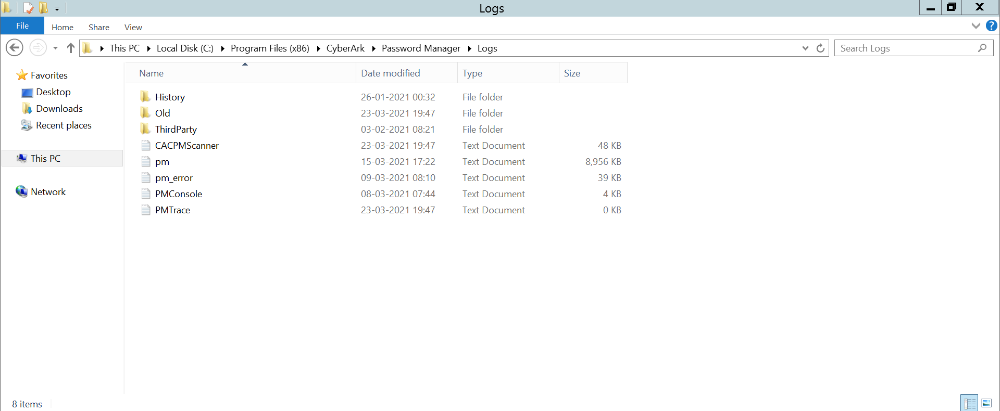 Logs
File Home Share View
This PC Local Disk (C:) Program Files (x86) CyberArk Password Manager Logs
Search Logs
Favorites
Desktop
Downloads
Recent places
This PC
Network
Name Date modified Type Size
History 26-01-2021 00:32 File folder
Old 23-03-2021 19:47 File folder
ThirdParty 03-02-2021 08:21 File folder
CACPMScanner 23-03-2021 19:47 Text Document 48 KB
pm 15-03-2021 17:22 Text Document 8,956 KB
pm_error 09-03-2021 08:10 Text Document 39 KB
PMConsole 08-03-2021 07:44 Text Document 4 KB
PMTrace 23-03-2021 19:47 Text Document 0 KB
8 items